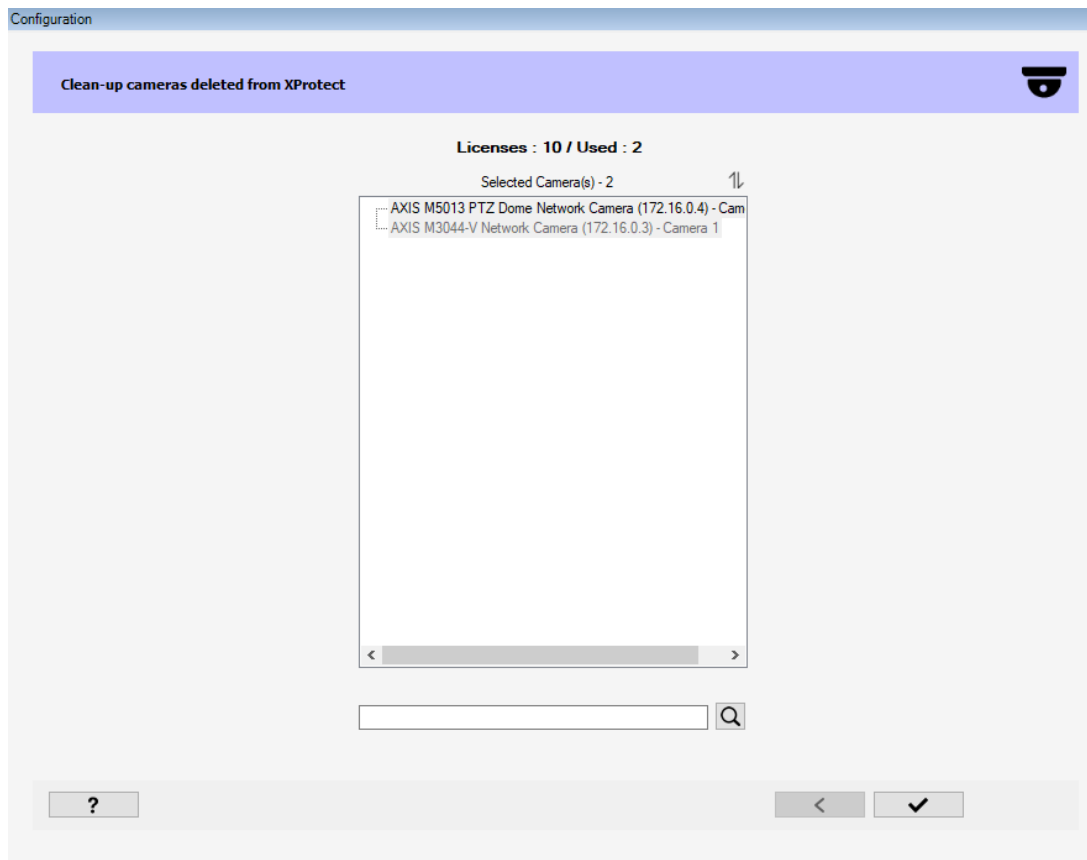 Configuration
Clean-up cameras deleted from XProtect
Licenses : 10 / Used : 2
Selected Camera(s) - 2
AXIS M5013 PTZ Dome Network Camera (172.16.0.4) - Cam
AXIS M3044-V Network Camera (172.16.0.3) - Camera 1
?